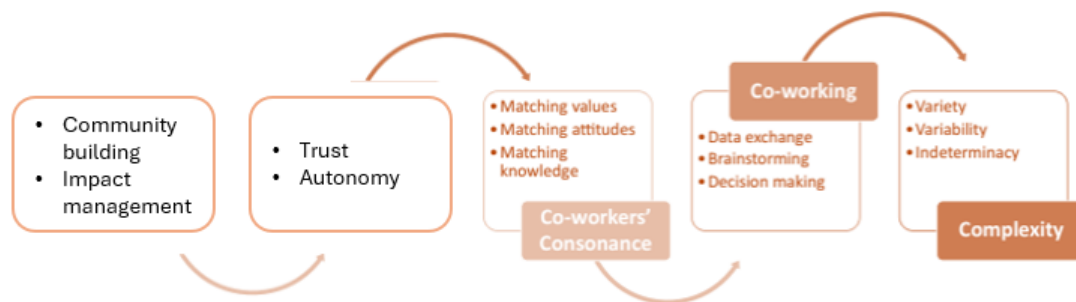 • Community
building
• Impact
management
• Trust
• Autonomy
• Matching values
• Matching attitudes
• Matching
knowledge
Co-workers'
Consonance
Co-working
• Data exchange
• Brainstorming
• Decision making
• Variety
• Variability
• Indeterminacy
Complexity